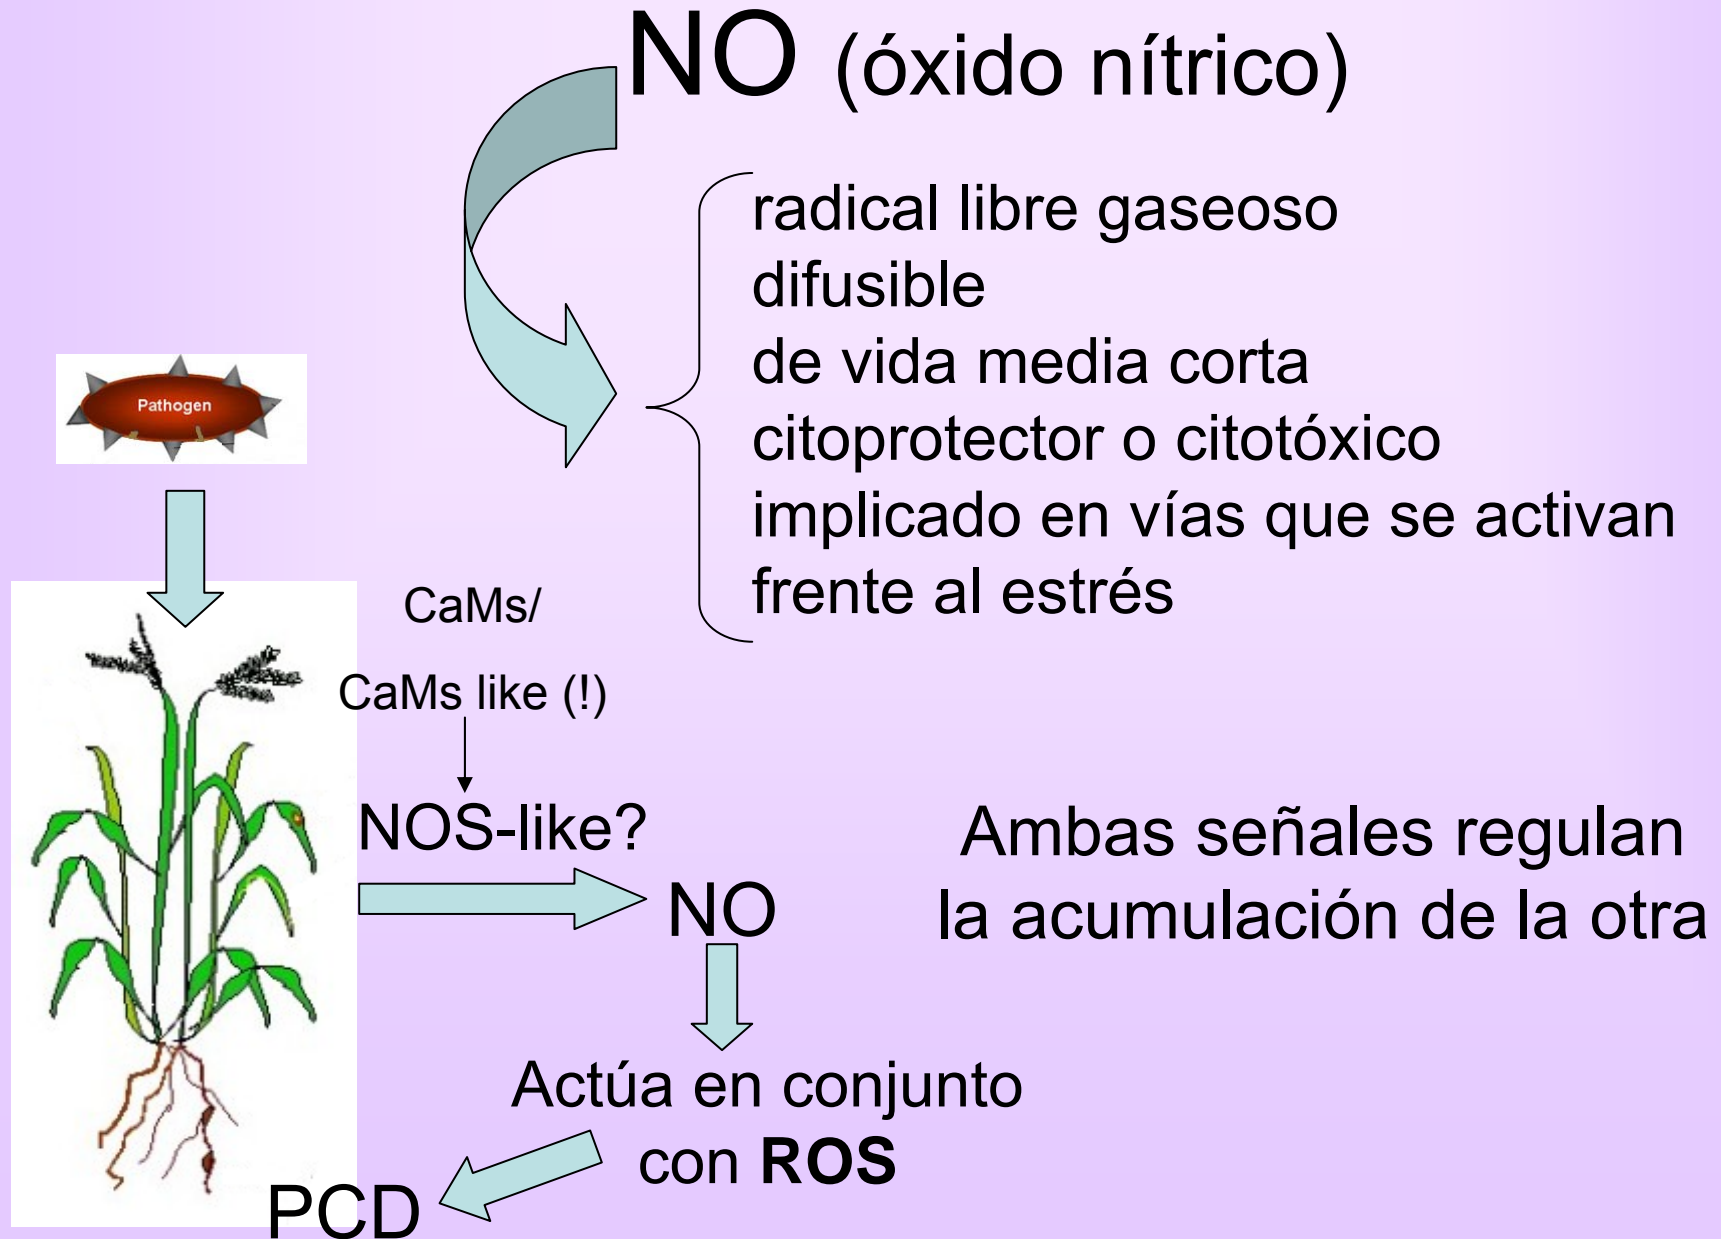 NO (óxido nítrico)
radical libre gaseoso
difusible
de vida media corta
citoprotector o citotóxico
implicado en vías que se activan
frente al estrés
Pathogen
CaMs/
CaMs like (!)
NOS-like?
NO
Ambas señales regulan
la acumulación de la otra
Actúa en conjunto
con ROS
PCD